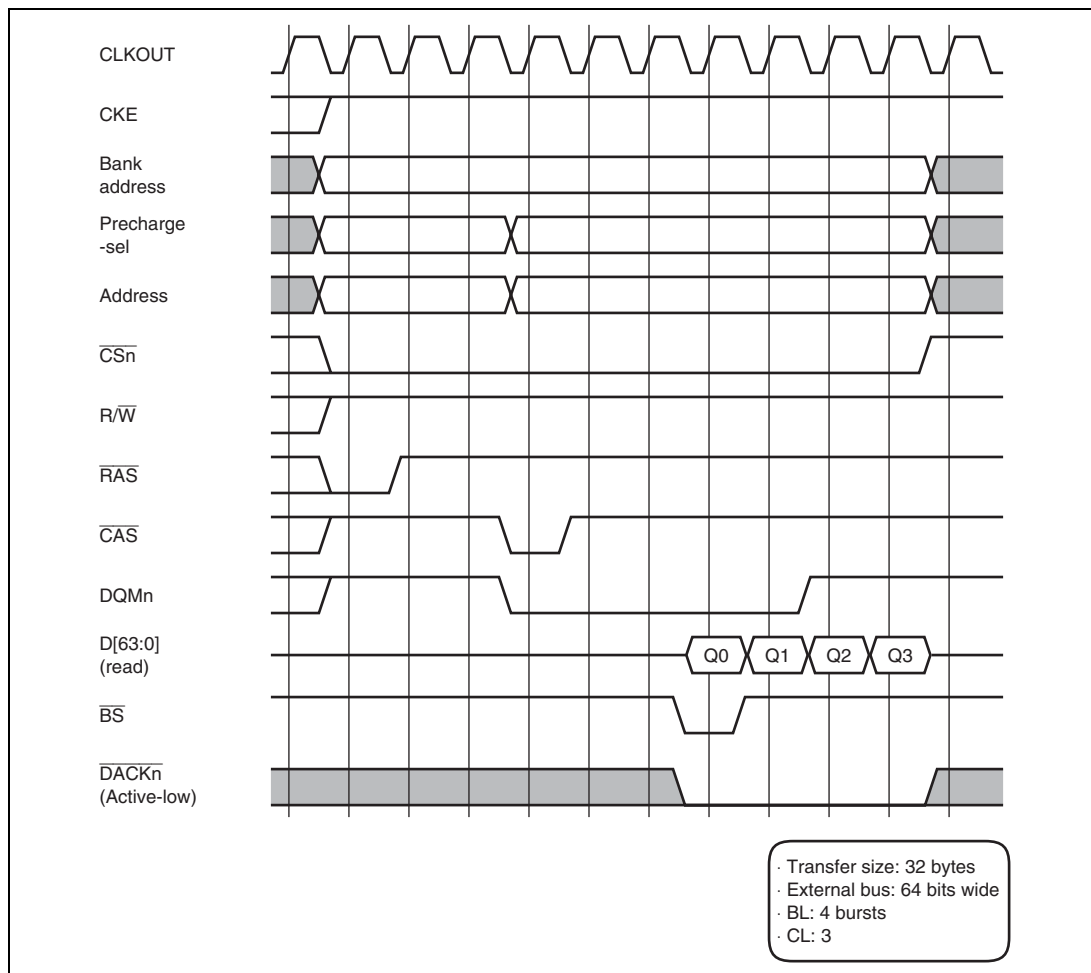 CLKOUT
CKE
Bank
address
Precharge
-sel
Address
CSn
R/W
RAS
CAS
DQMn
D[63:0]
(read)
Q0 Q1 Q2 Q3
BS
DACKn
(Active-low)
· Transfer size: 32 bytes
· External bus: 64 bits wide
· BL: 4 bursts
· CL: 3